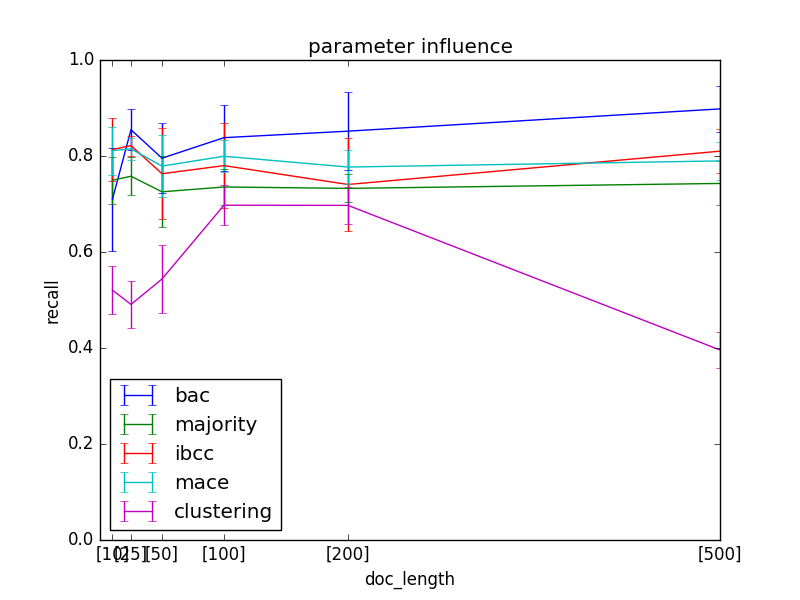 parameter influence
1.0
0.8
0.6
0.4
0.2
0.0
recall
bac
majority
ibcc
mace
clustering
[10] [25] [50] [100] [200] [500]
doc_length